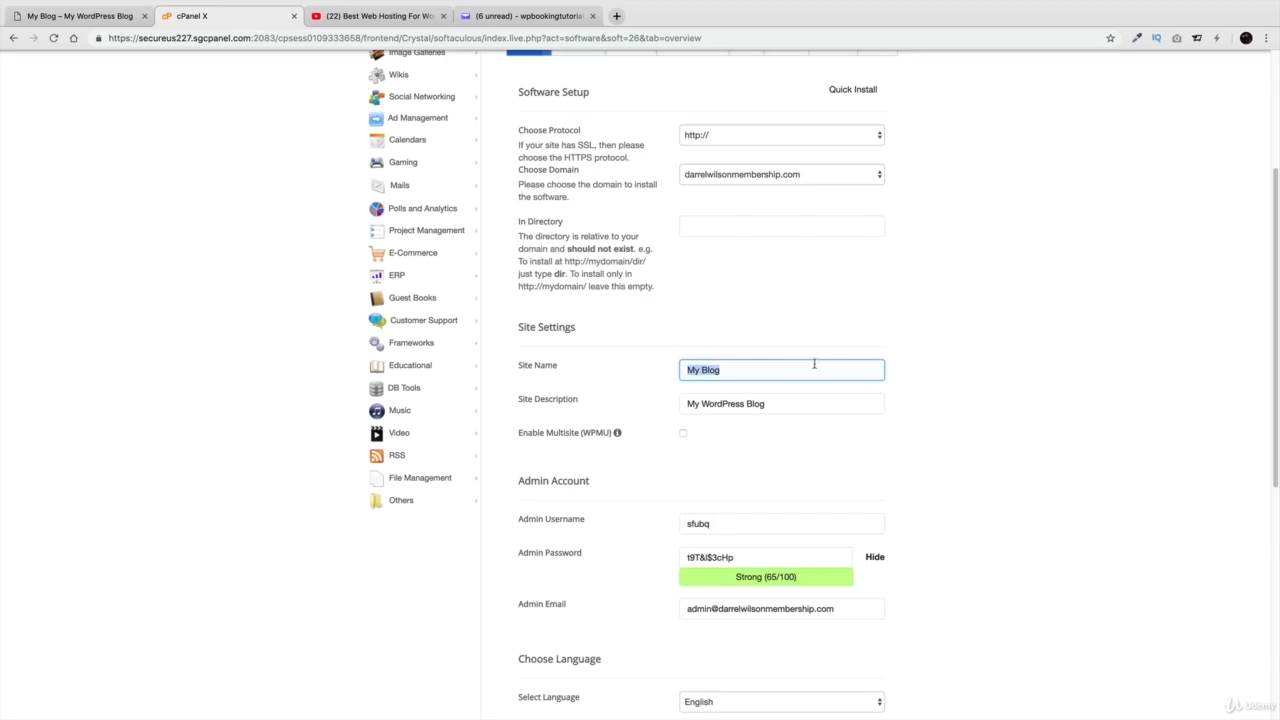 My Blog – My WordPress Blog
cPanel X
(22) Best Web Hosting For Wo
(6 unread) - wpbookingtutorial
https://secureus227.sgcpanel.com:2083/cpsess0109333658/frontend/Crystal/softaculous/index.live.php?act=software&soft=26&tab=overview
Image Galleries
Wikis
Social Networking
Ad Management
Calendars
Gaming
Mails
Polls and Analytics
Project Management
E-Commerce
ERP
Guest Books
Customer Support
Frameworks
Educational
DB Tools
Music
Video
RSS
File Management
Others
Software Setup
Quick Install
Choose Protocol
http://
If your site has SSL, then please
choose the HTTPS protocol.
Choose Domain
darrelwilsonmembership.com
Please choose the domain to install
the software.
In Directory
The directory is relative to your
domain and should not exist. e.g.
To install at http://mydomain/dir/
just type dir. To install only in
http://mydomain/ leave this empty.
Site Settings
Site Name
My Blog
Site Description
My WordPress Blog
Enable Multisite (WPMU)
Admin Account
Admin Username
sfubq
Admin Password
Hide
Strong (65/100)
Admin Email
admin@darrelwilsonmembership.com
Choose Language
Select Language
English
Udemy